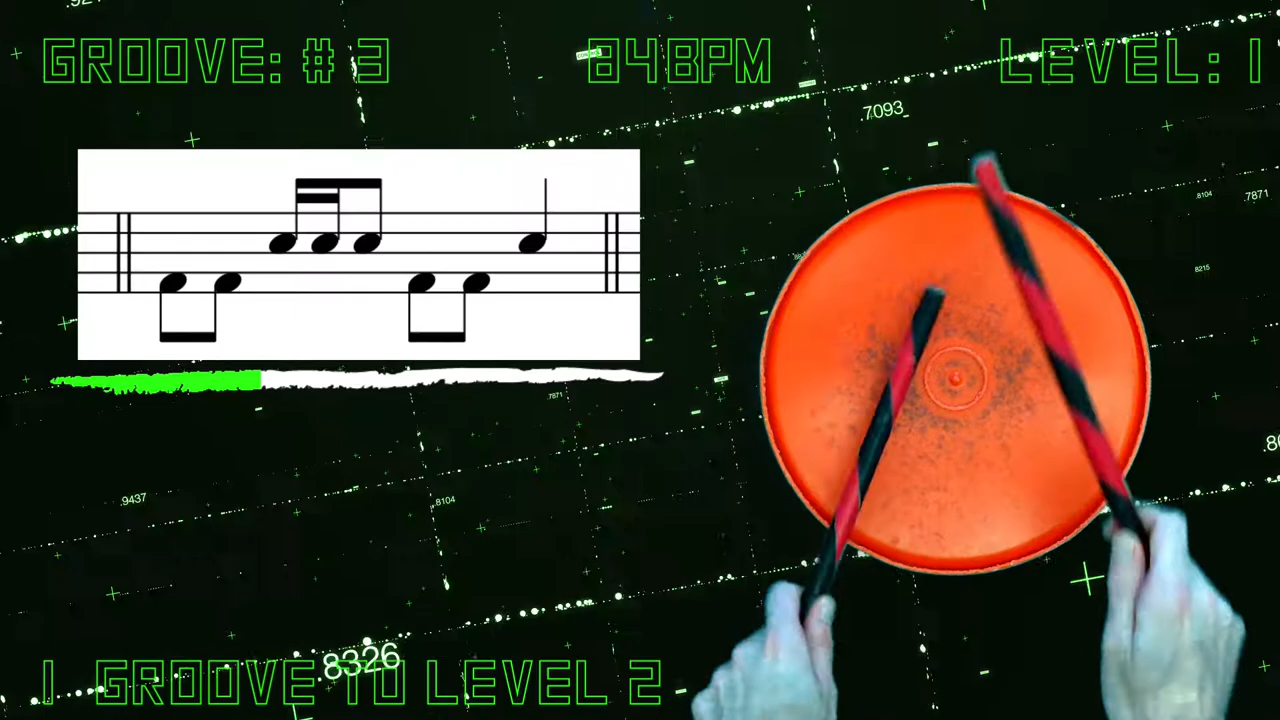 GROOVE: # 3
84BPM
LEVEL: 1
.7093
.8104
.7871
8215
.7871
.9437
.8104
.8326
1 GROOVE TO LEVEL 2